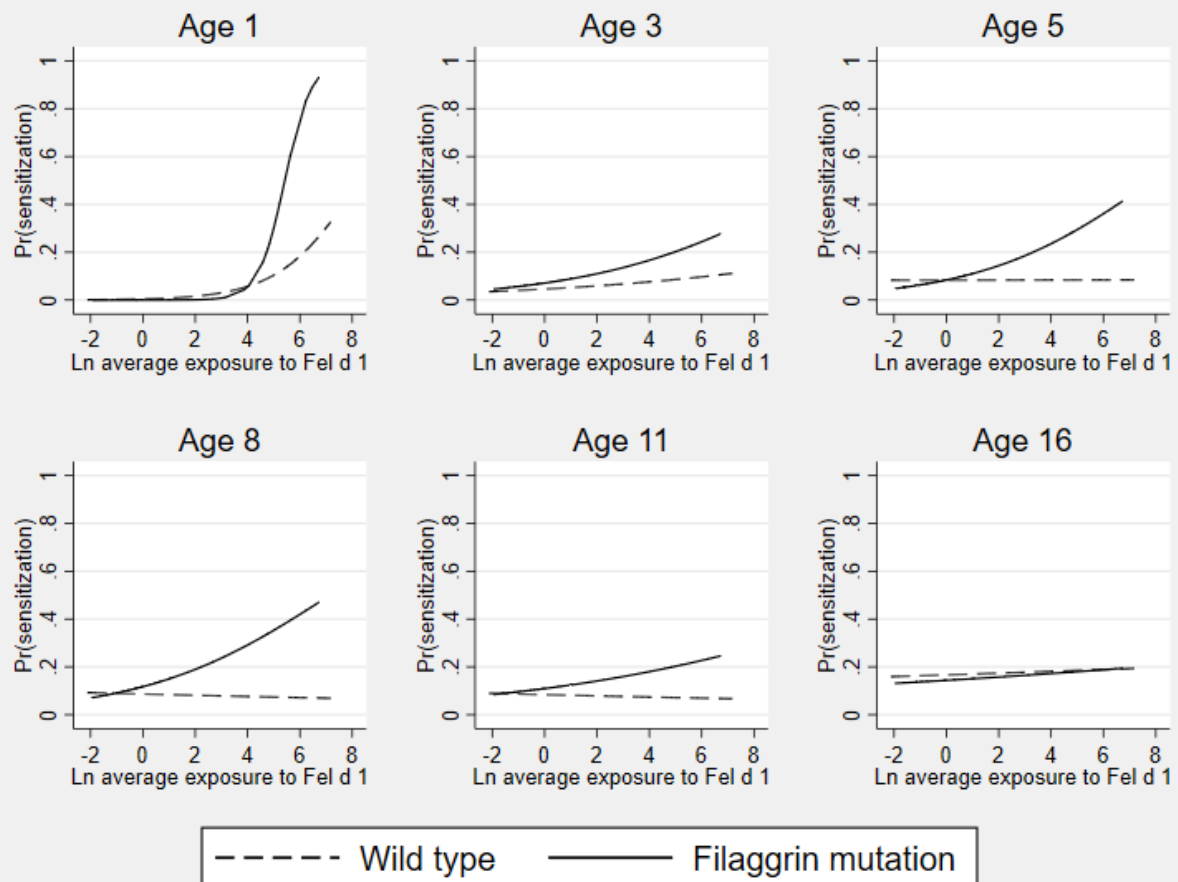 Age 1
Pr(sensitization)
0 .2 .4 .6 .8 1
-2 0 2 4 6 8
Ln average exposure to Fel d 1
Age 3
Pr(sensitization)
0 .2 .4 .6 .8 1
-2 0 2 4 6 8
Ln average exposure to Fel d 1
Age 5
Pr(sensitization)
0 .2 .4 .6 .8 1
-2 0 2 4 6 8
Ln average exposure to Fel d 1
Age 8
Pr(sensitization)
0 .2 .4 .6 .8 1
-2 0 2 4 6 8
Ln average exposure to Fel d 1
Age 11
Pr(sensitization)
0 .2 .4 .6 .8 1
-2 0 2 4 6 8
Ln average exposure to Fel d 1
Age 16
Pr(sensitization)
0 .2 .4 .6 .8 1
-2 0 2 4 6 8
Ln average exposure to Fel d 1
Wild type Filaggrin mutation